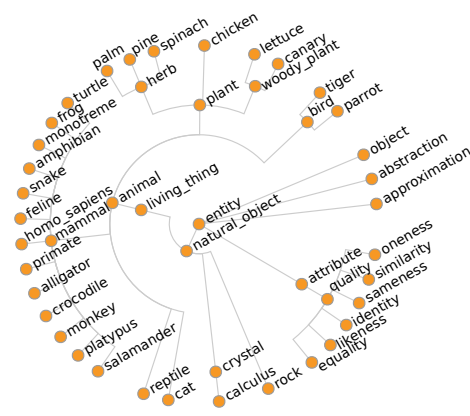 chicken
spinach
pine
palm
lettuce
canary
woody_plant
herb
turtle
tiger
plant
bird
parrot
frog
monotreme
amphibian
object
snake
abstraction
animal
living_thing
feline
approximation
homo_sapiens
entity
mammal
natural_object
primate
oneness
attribute
similarity
alligator
quality
sameness
crocodile
identity
monkey
likeness
platypus
equality
salamander
crystal
rock
reptile
cat
calculus